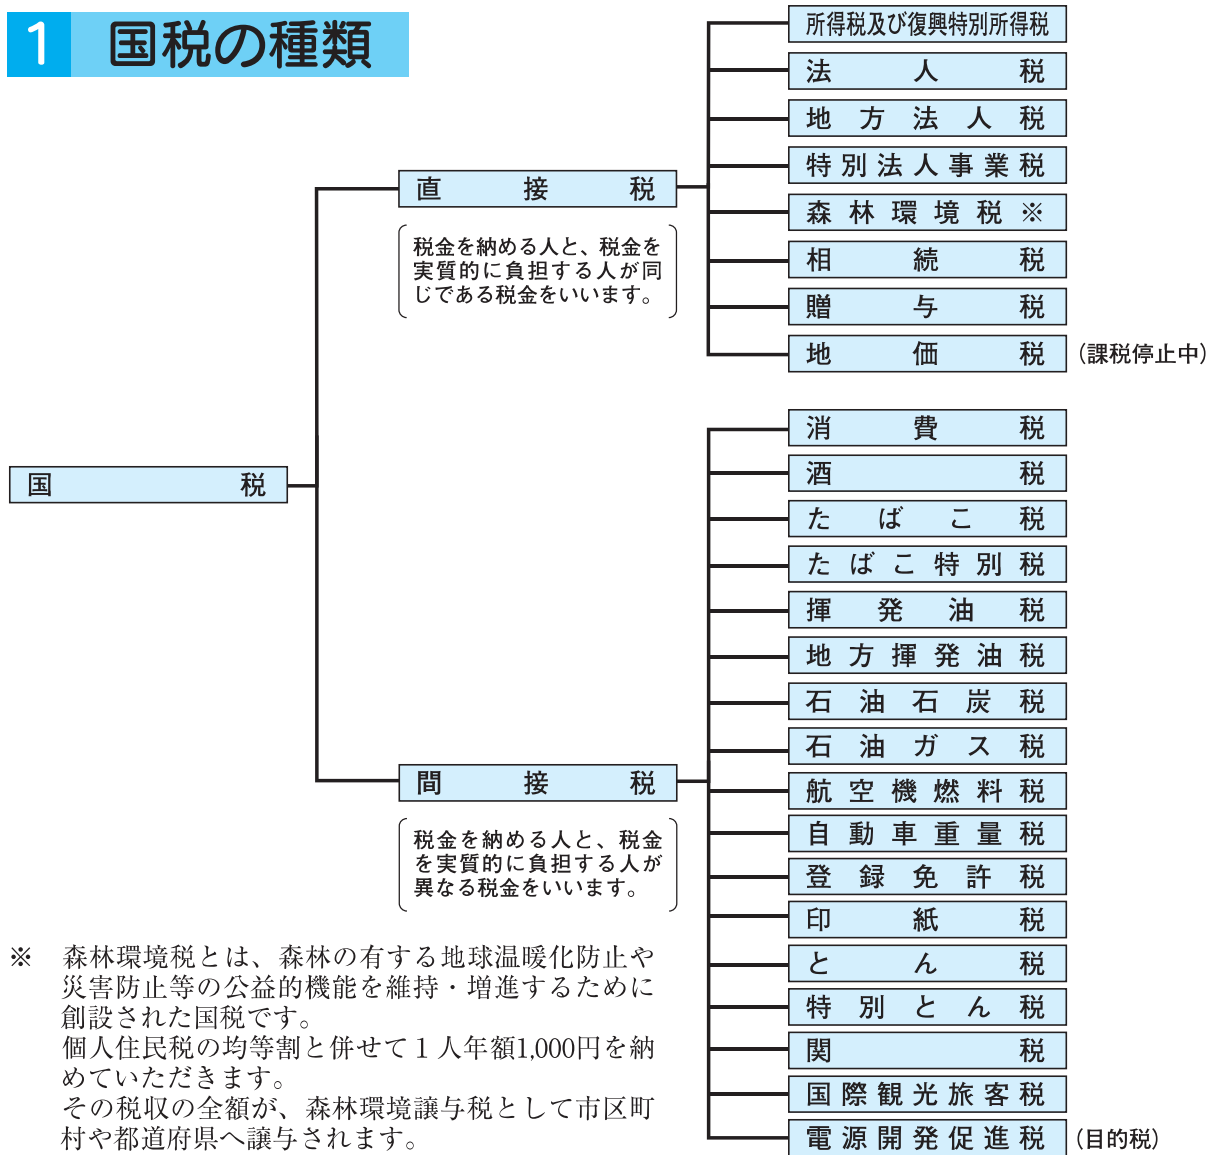 1 国税の種類
国税
直接税
税金を納める人と、税金を
実質的に負担する人が同
じである税金をいいます。
所得税及び復興特別所得税
法人税
地方法人税
特別法人事業税
森林環境税※
相続税
贈与税
地価税
(課税停止中)
間接税
税金を納める人と、税金
を実質的に負担する人が
異なる税金をいいます。
消費税
酒税
たばこ税
たばこ特別税
揮発油税
地方揮発油税
石油石炭税
石油ガス税
航空機燃料税
自動車重量税
登録免許税
印紙税
とん税
特別とん税
関税
国際観光旅客税
電源開発促進税
(目的税)
※ 森林環境税とは、森林の有する地球温暖化防止や
災害防止等の公益的機能を維持・増進するために
創設された国税です。
個人住民税の均等割と併せて1人年額1,000円を納
めていただきます。
その税収の全額が、森林環境譲与税として市区町
村や都道府県へ譲与されます。